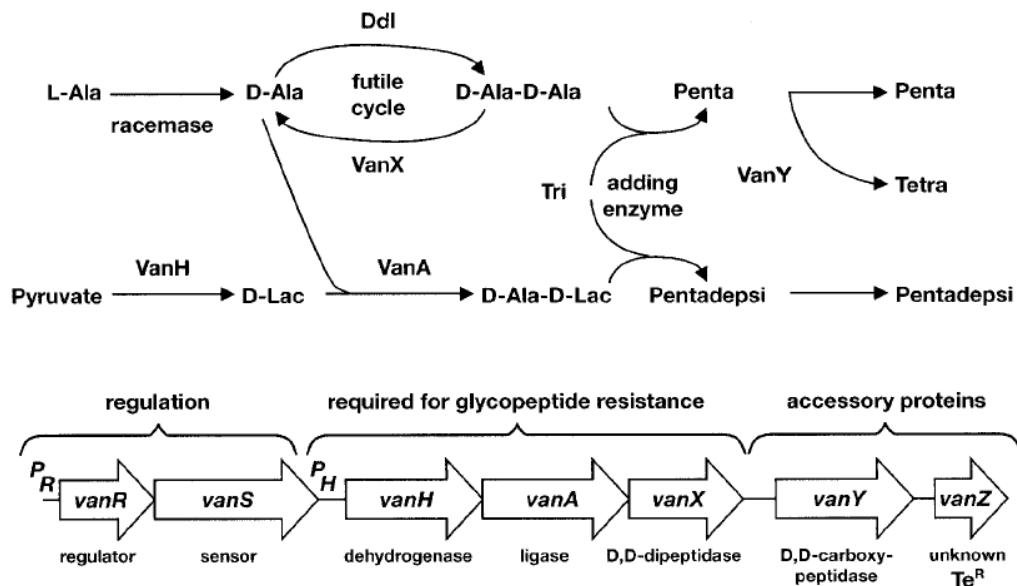 Ddl
L-Ala D-Ala futile D-Ala-D-Ala Penta Penta
racemase cycle
VanX VanY
Tri adding Tetra
enzyme
VanH VanA
Pyruvate D-Lac D-Ala-D-Lac Pentadepsi Pentadepsi
regulation required for glycopeptide resistance accessory proteins
PR PH
vanR vanS vanH vanA vanX vanY vanZ
regulator sensor dehydrogenase ligase D,D-dipeptidase D,D-carboxy- unknown
peptidase TeR